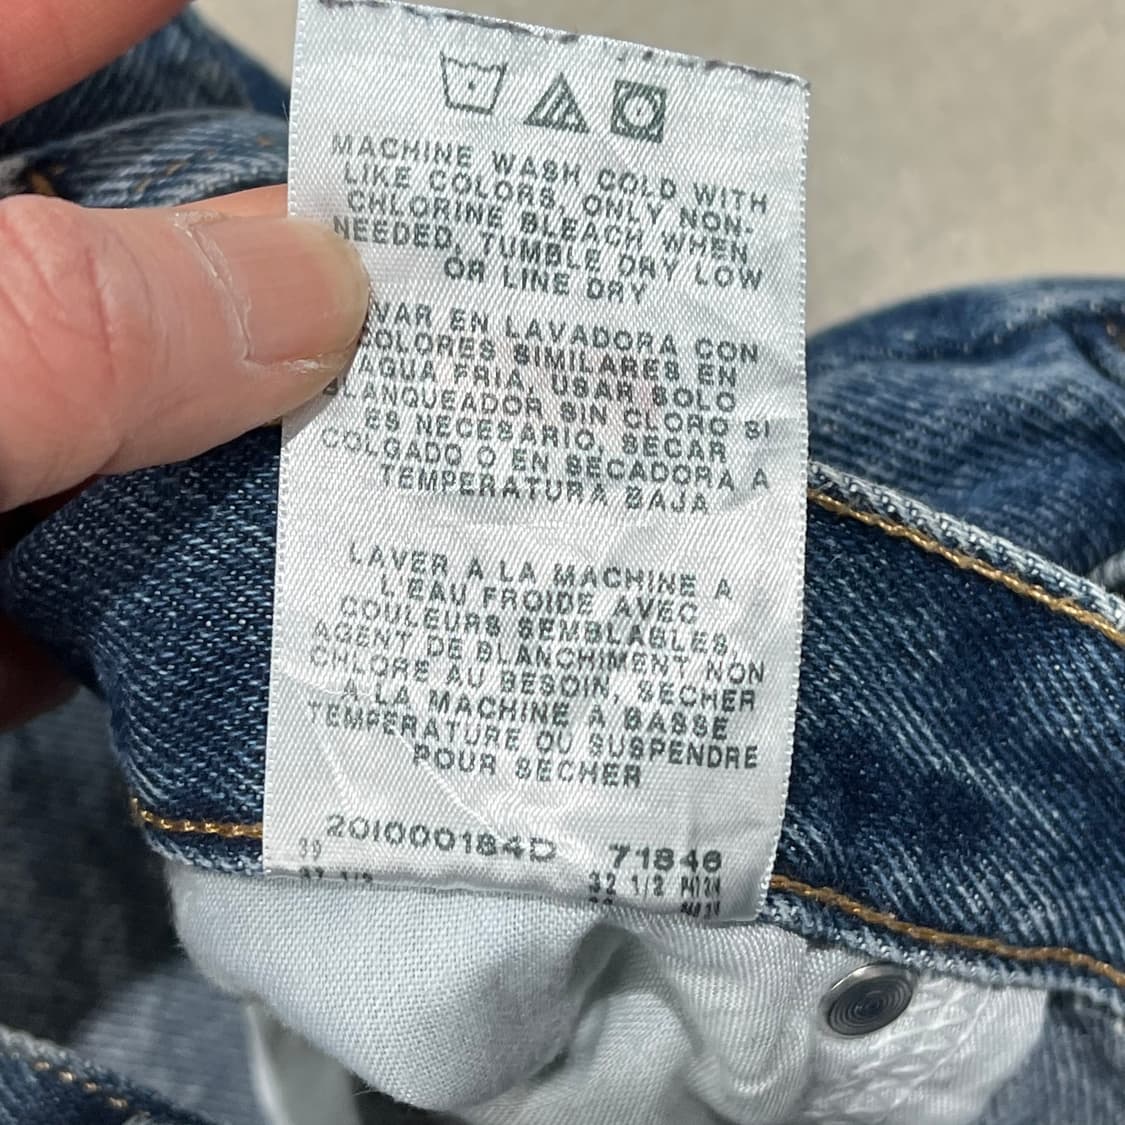 MACHINE WASH COLD WITH
LIKE COLORS, ONLY NON-
CHLORINE BLEACH WHEN
NEEDED, TUMBLE DRY LOW
OR LINE DRY
VAR EN LAVADORA CON
COLORES SIMILARES EN
AGUA FRIA, USAR SOLO
BLANQUEADOR SIN CLORO SI
ES NECESARIO, SECAR
COLGADO O EN SECADORA A
TEMPERATURA BAJA
LAVER A LA MACHINE A
L'EAU FROIDE AVEC
COULEURS SEMBLABLES,
AGENT DE BLANCHIMENT NON
CHLORE AU BESOIN, SECHER
A LA MACHINE A BASSE
TEMPERATURE OU SUSPENDRE
POUR SECHER
201000184D 71848
32 1/2